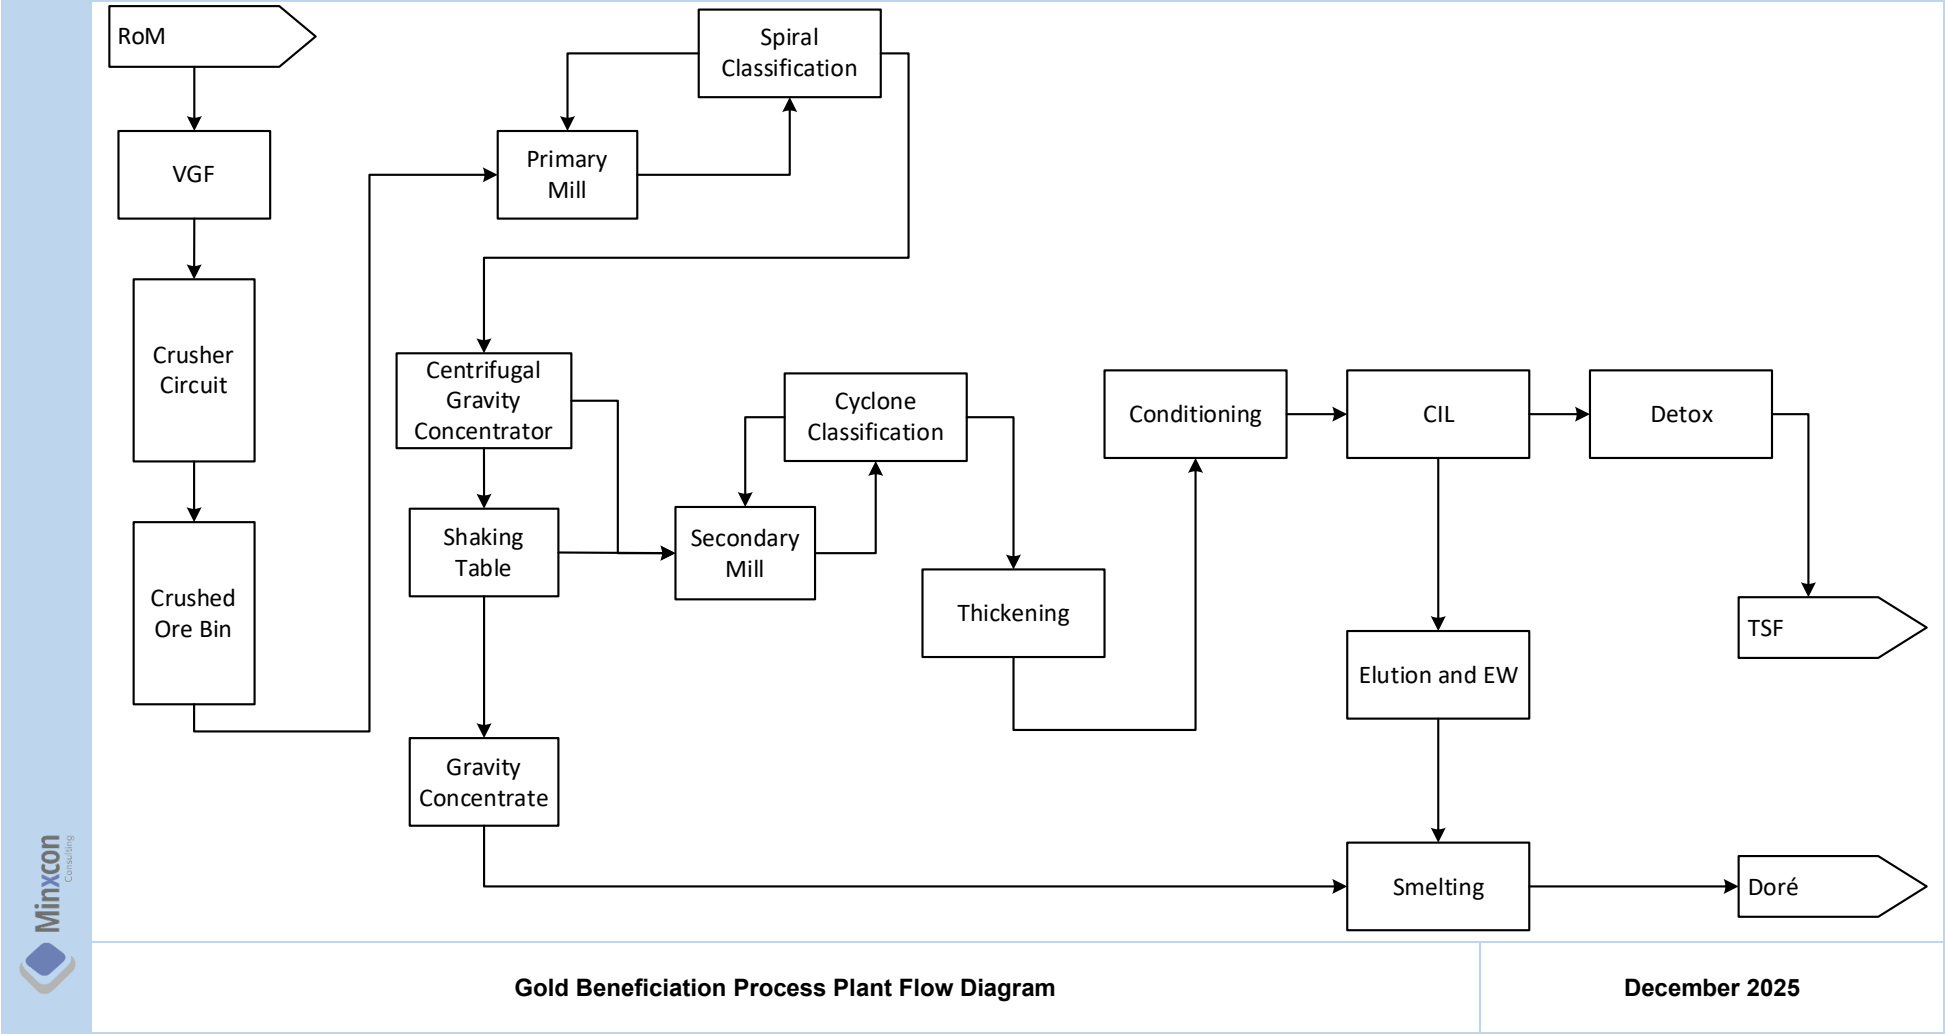 RoM
VGF
Crusher
Circuit
Crushed
Ore Bin
Spiral
Classification
Primary
Mill
Centrifugal
Gravity
Concentrator
Shaking
Table
Gravity
Concentrate
Cyclone
Classification
Secondary
Mill
Thickening
Conditioning
CIL
Detox
TSF
Elution and EW
Smelting
Doré
Minxcon
Consulting
Gold Beneficiation Process Plant Flow Diagram
December 2025